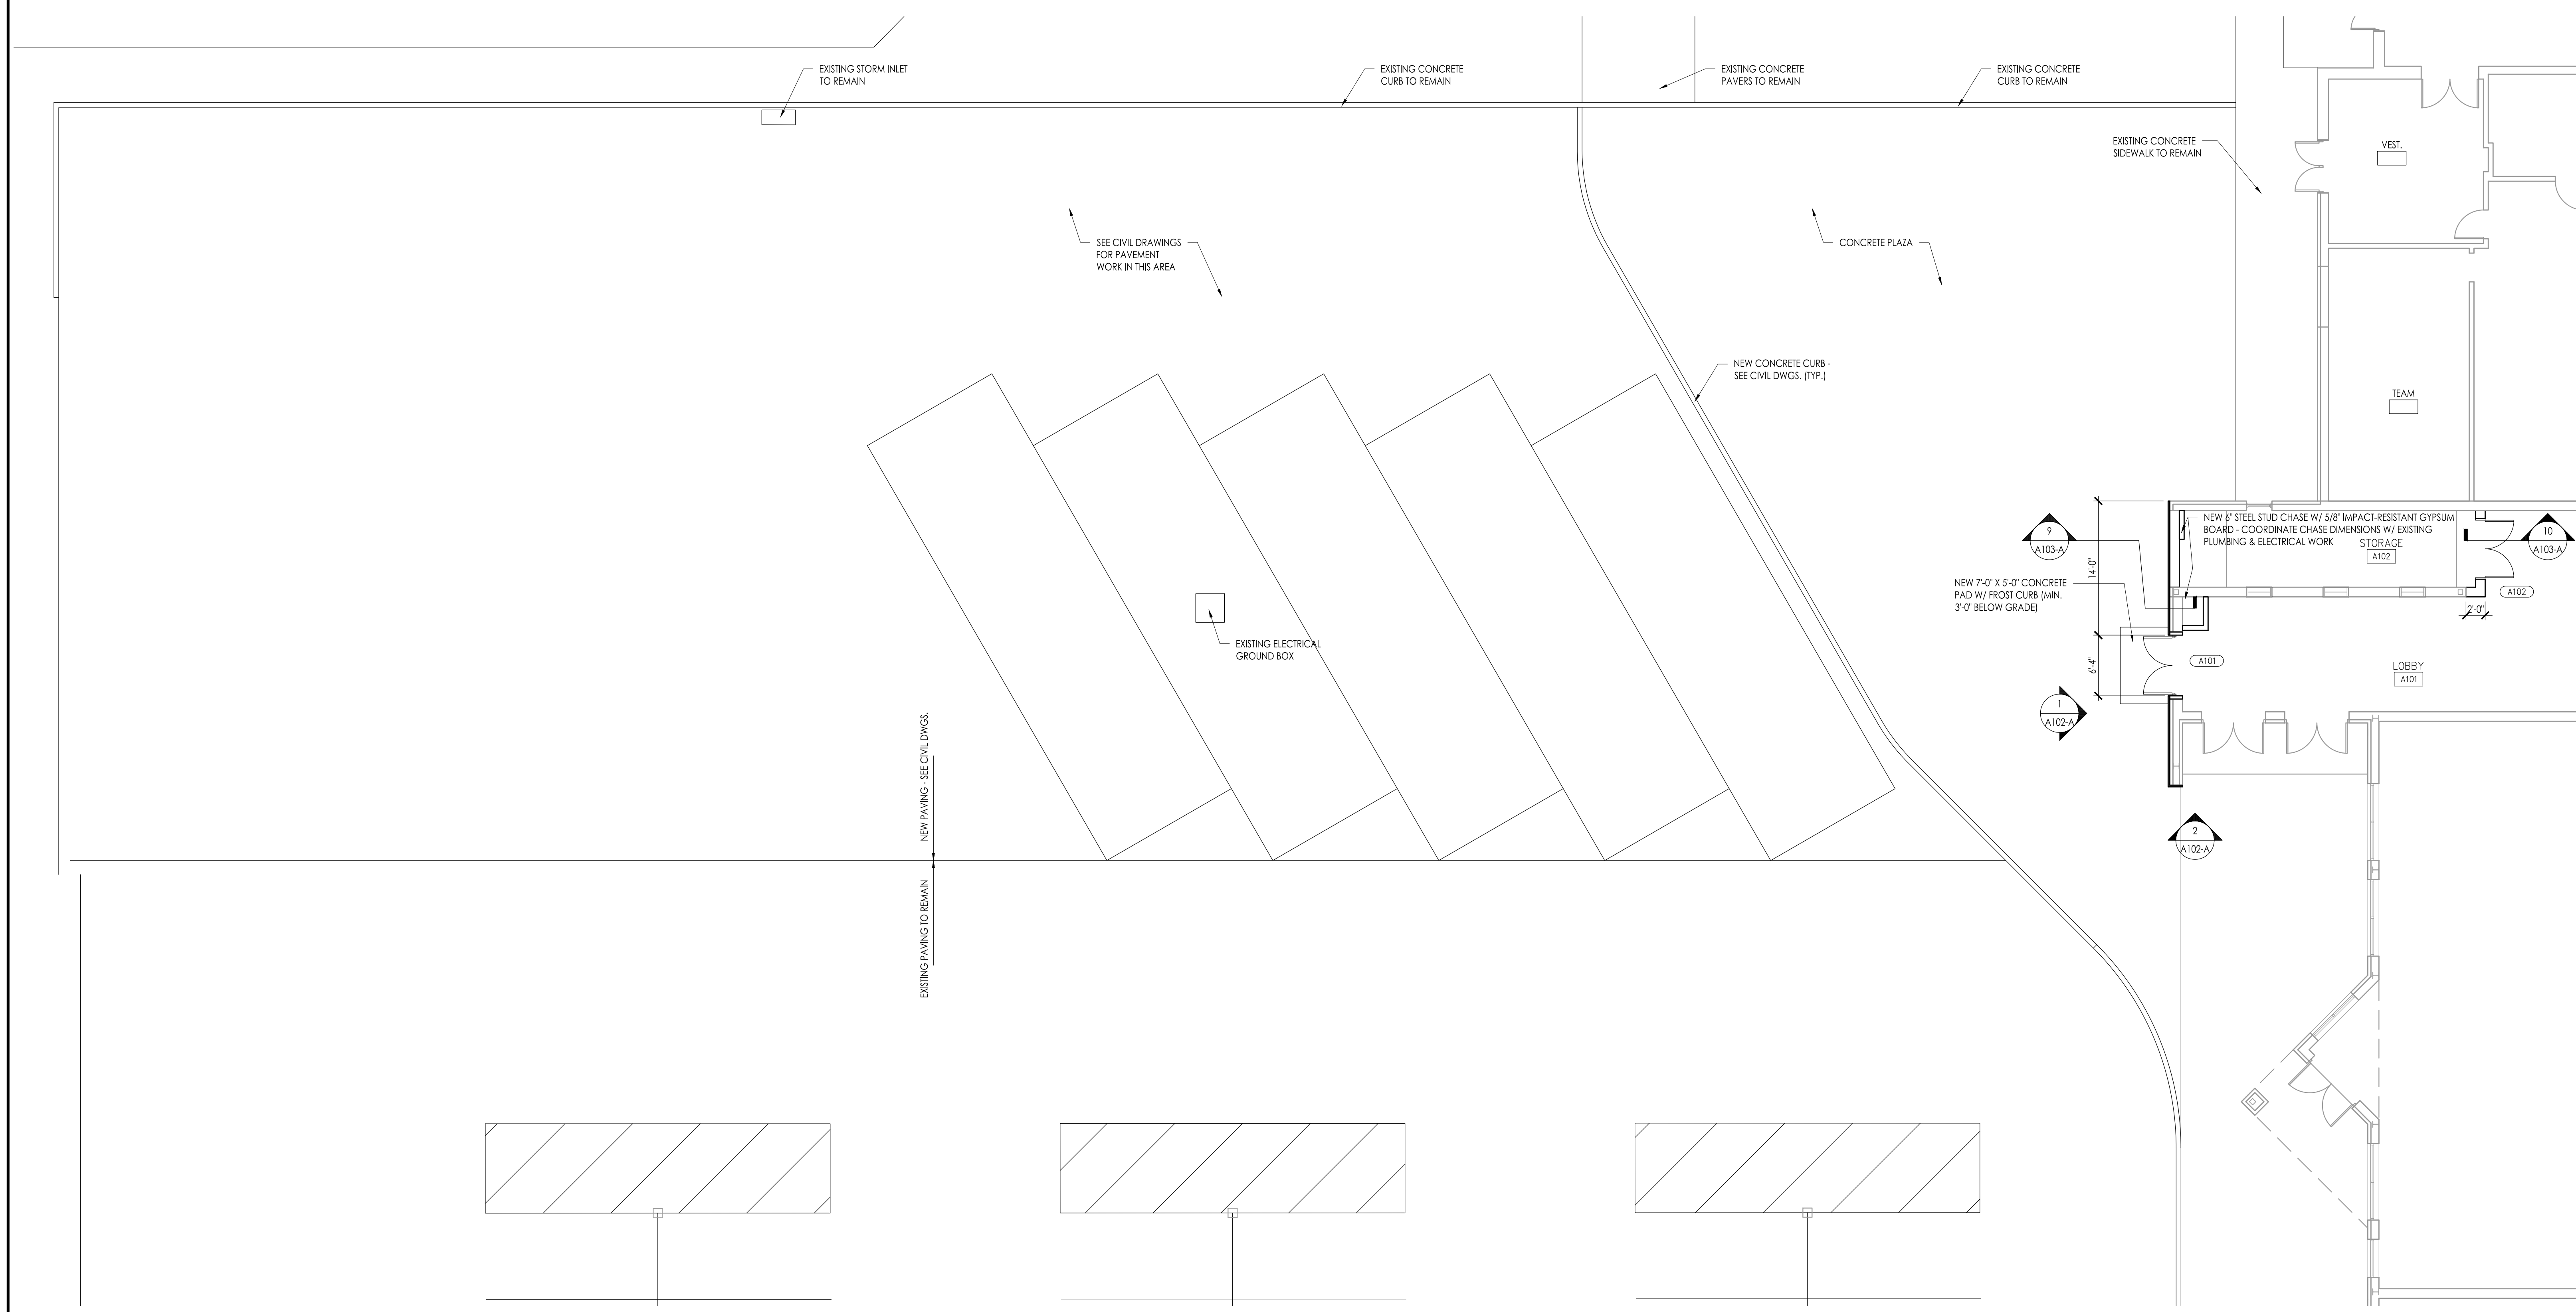 EXISTING STORM INLET
TO REMAIN
EXISTING CONCRETE
CURB TO REMAIN
EXISTING CONCRETE
PAVERS TO REMAIN
EXISTING CONCRETE
CURB TO REMAIN
EXISTING CONCRETE
SIDEWALK TO REMAIN
VEST.
SEE CIVIL DRAWINGS
FOR PAVEMENT
WORK IN THIS AREA
CONCRETE PLAZA
NEW CONCRETE CURB -
SEE CIVIL DWGS. (TYP.)
TEAM
9
A103-A
14'-0"
NEW 6" STEEL STUD CHASE W/ 5/8" IMPACT-RESISTANT GYPSUM
BOARD - COORDINATE CHASE DIMENSIONS W/ EXISTING
PLUMBING & ELECTRICAL WORK
STORAGE
A102
10
A103-A
NEW 7'-0" X 5'-0" CONCRETE
PAD W/ FROST CURB (MIN.
3'-0" BELOW GRADE)
A102
2'-0"
EXISTING ELECTRICAL
GROUND BOX
6'-4"
A101
LOBBY
A101
1
A102-A
2
A102-A
NEW PAVING - SEE CIVIL DWGS.
EXISTING PAVING TO REMAIN